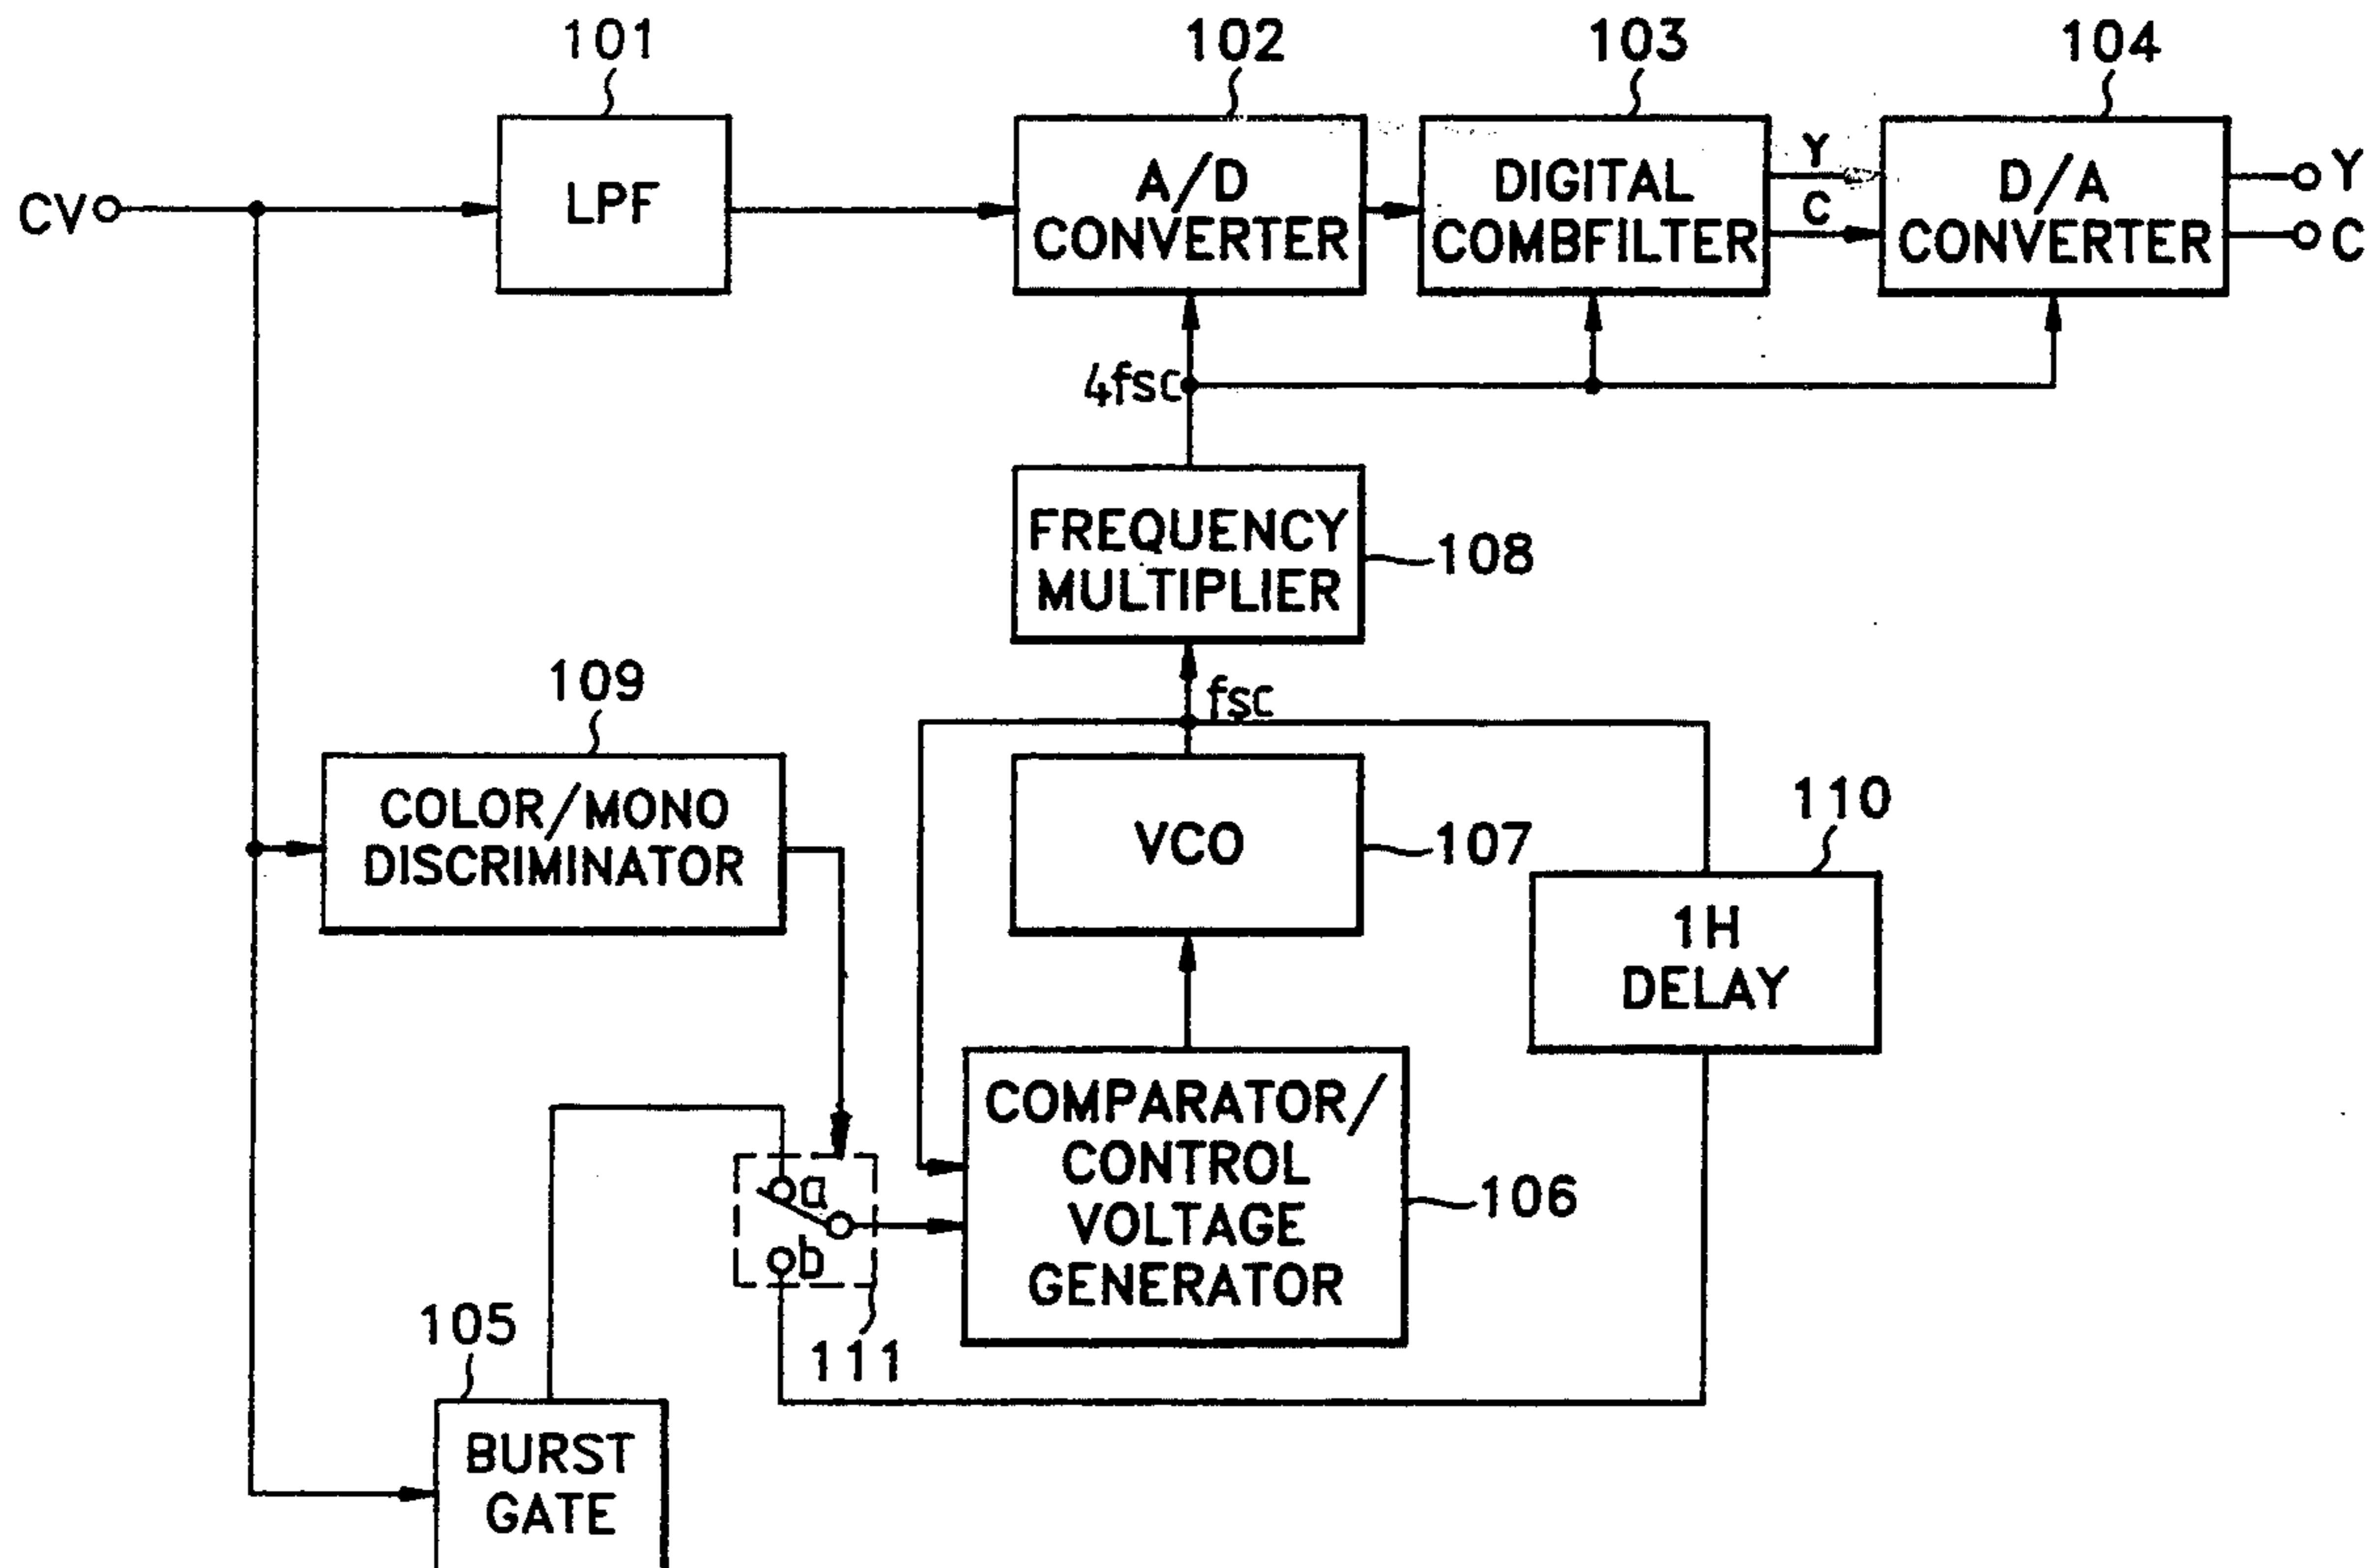 101
102
103
104
CV
LPF
A/D
CONVERTER
DIGITAL
COMBFILTER
Y
C
D/A
CONVERTER
Y
C
4fsc
FREQUENCY
MULTIPLIER
108
fsc
109
COLOR/MONO
DISCRIMINATOR
VCO
107
110
1H
DELAY
COMPARATOR/
CONTROL
VOLTAGE
GENERATOR
106
a
b
111
105
BURST
GATE